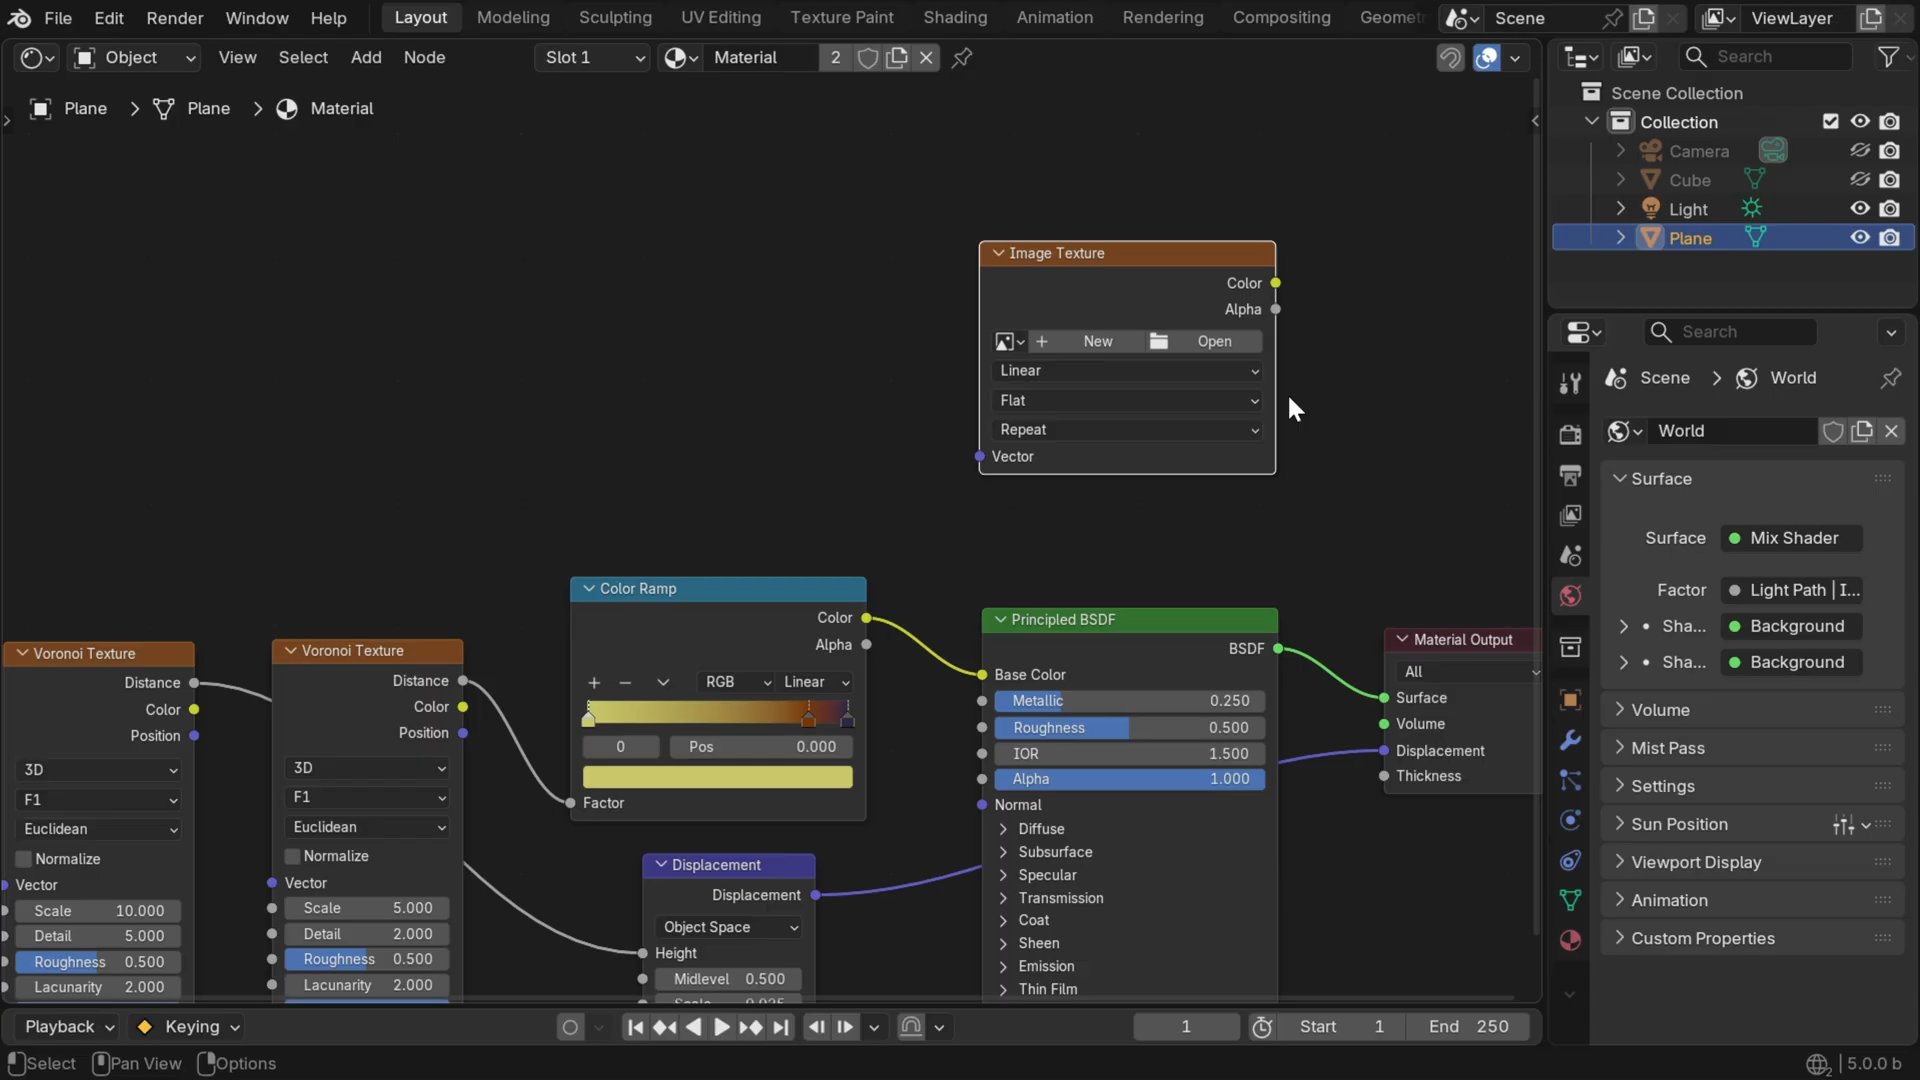 File Edit Render Window Help Layout Modeling Sculpting UV Editing Texture Paint Shading Animation Rendering Compositing Geomet Scene ViewLayer
Object View Select Add Node Slot 1 Material 2 Search
Plane > Plane > Material
Scene Collection
Collection
Camera
Cube
Light
Plane
Image Texture
Color
Alpha
New Open
Linear
Flat
Repeat
Vector
Search
Scene > World
World
Surface
Surface Mix Shader
Factor Light Path | I...
Sha... Background
Sha... Background
Volume
Mist Pass
Settings
Sun Position
Viewport Display
Animation
Custom Properties
Voronoi Texture
Distance
Color
Position
3D
F1
Euclidean
Normalize
Vector
Scale 10.000
Detail 5.000
Roughness 0.500
Lacunarity 2.000
Voronoi Texture
Distance
Color
Position
3D
F1
Euclidean
Normalize
Vector
Scale 5.000
Detail 2.000
Roughness 0.500
Lacunarity 2.000
Color Ramp
Color
Alpha
RGB Linear
0 Pos 0.000
Factor
Displacement
Displacement
Object Space
Height
Midlevel 0.500
Principled BSDF
BSDF
Base Color
Metallic 0.250
Roughness 0.500
IOR 1.500
Alpha 1.000
Normal
Diffuse
Subsurface
Specular
Transmission
Coat
Sheen
Emission
Thin Film
Material Output
All
Surface
Volume
Displacement
Thickness
Playback Keying 1 Start 1 End 250
Select Pan View Options 5.0.0 b